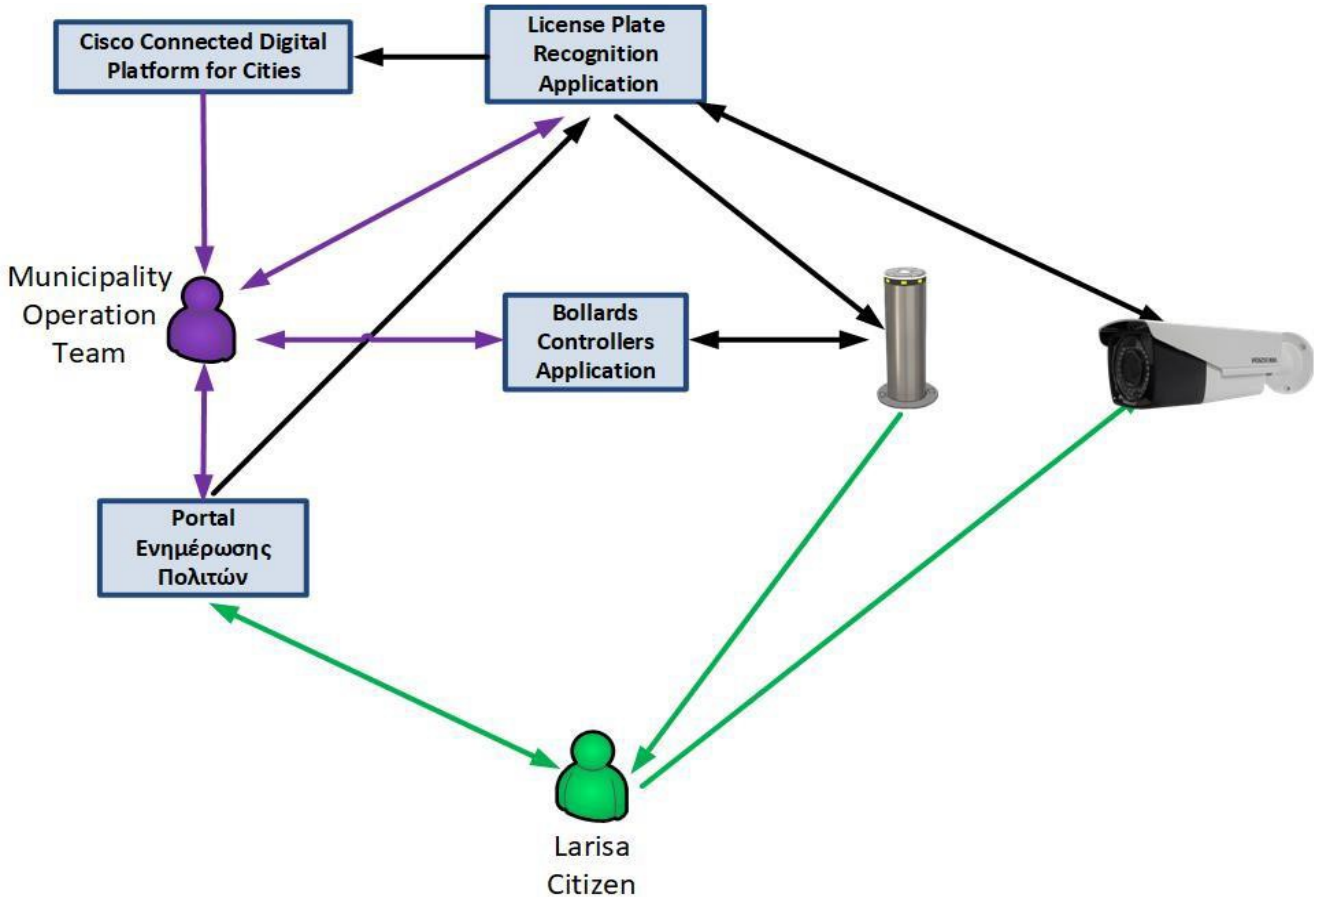 Cisco Connected Digital
Platform for Cities
License Plate
Recognition
Application
Municipality
Operation
Team
Bollards
Controllers
Application
Portal
Ενημέρωσης
Πολιτών
Larisa
Citizen